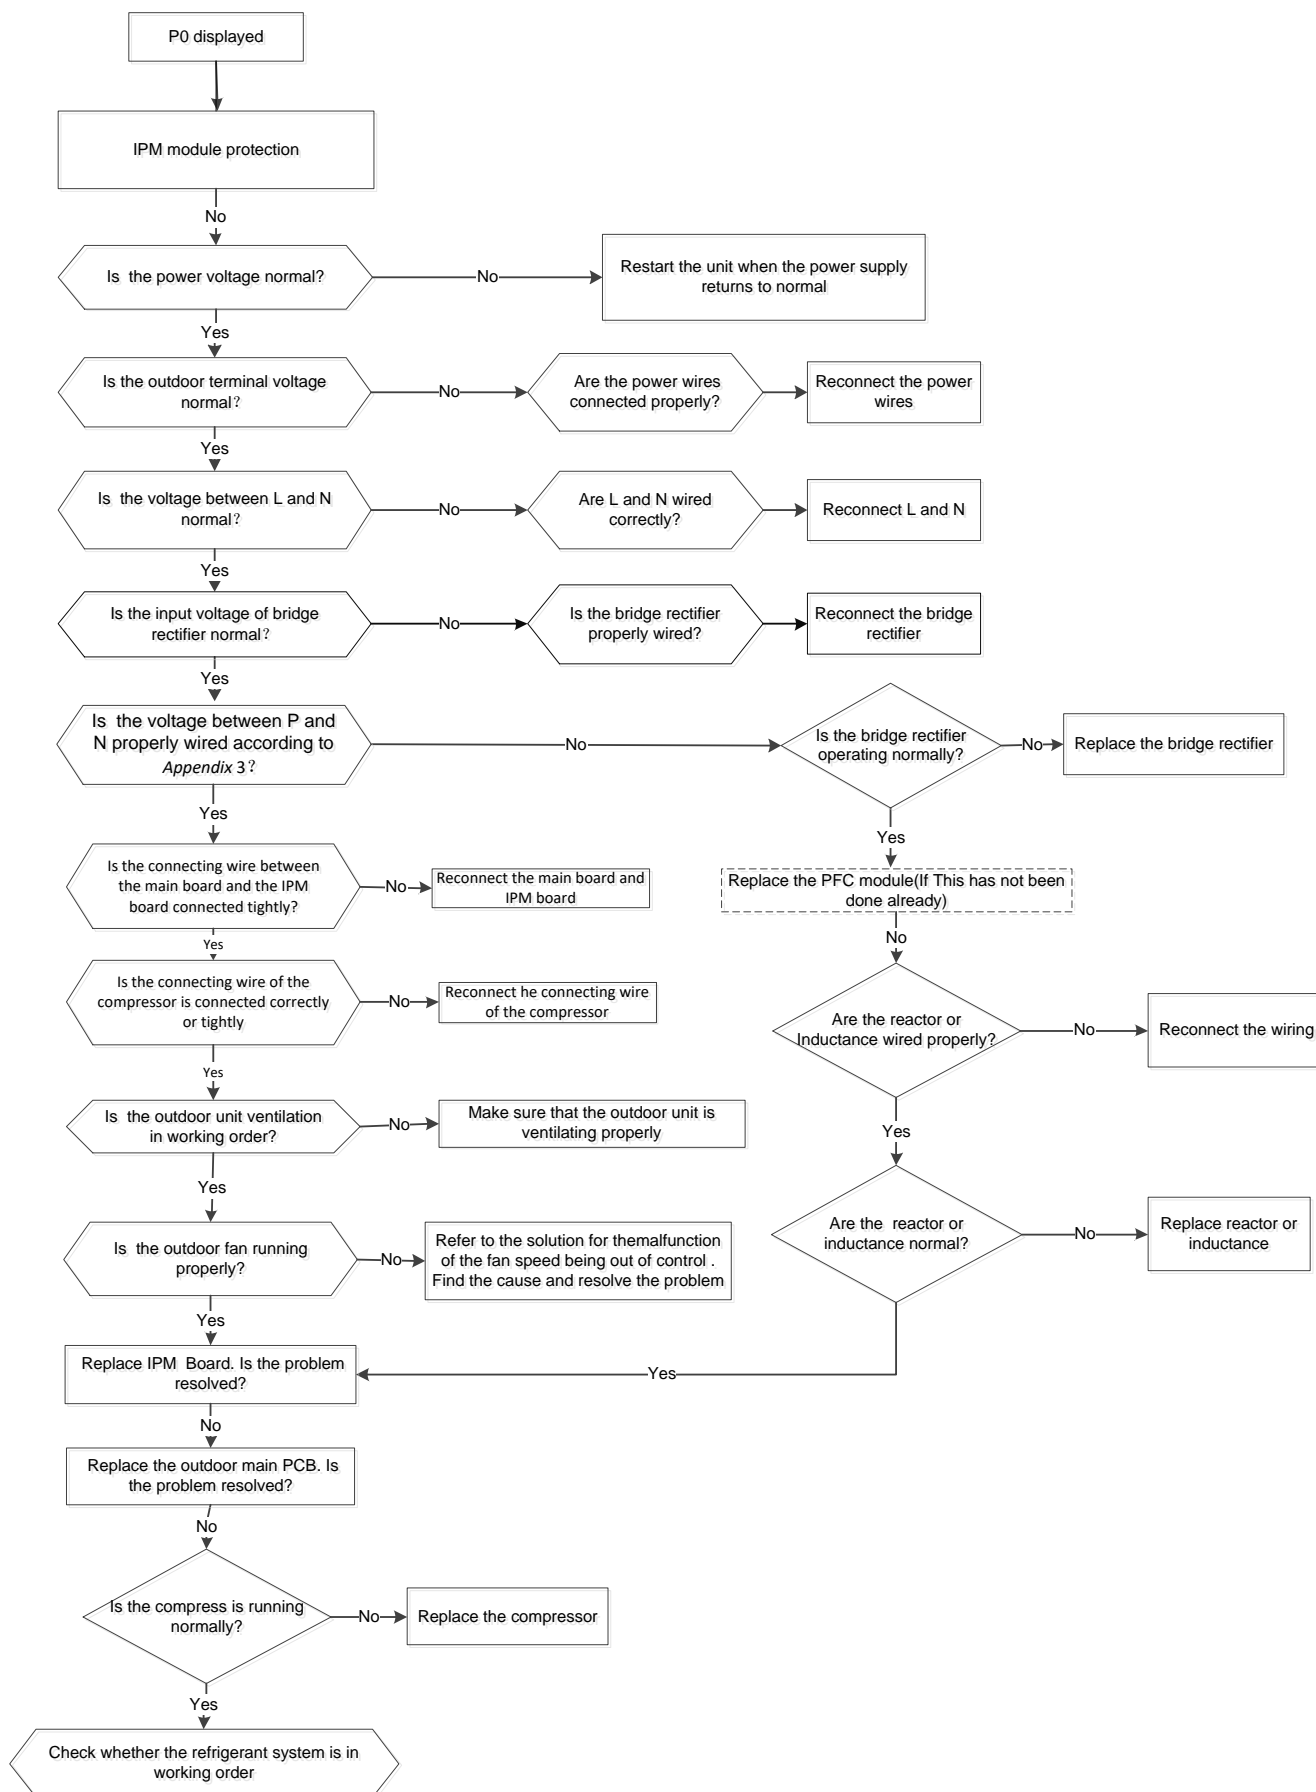 P0 displayed
IPM module protection
No
Is the power voltage normal?
No
Restart the unit when the power supply
returns to normal
Yes
Is the outdoor terminal voltage
normal?
No
Are the power wires
connected properly?
Reconnect the power
wires
Yes
Is the voltage between L and N
normal?
No
Are L and N wired
correctly?
Reconnect L and N
Yes
Is the input voltage of bridge
rectifier normal?
No
Is the bridge rectifier
properly wired?
Reconnect the bridge
rectifier
Yes
Is the voltage between P and
N properly wired according to
Appendix 3?
No
Is the bridge rectifier
operating normally?
No
Replace the bridge rectifier
Yes
Yes
Is the connecting wire between
the main board and the IPM
board connected tightly?
No
Reconnect the main board and
IPM board
Replace the PFC module(If This has not been
done already)
Yes
No
Is the connecting wire of the
compressor is connected correctly
or tightly
No
Reconnect he connecting wire
of the compressor
Are the reactor or
Inductance wired properly?
No
Reconnect the wiring
Yes
Is the outdoor unit ventilation
in working order?
No
Make sure that the outdoor unit is
ventilating properly
Yes
Yes
Is the outdoor fan running
properly?
No
Refer to the solution for themalfunction
of the fan speed being out of control .
Find the cause and resolve the problem
Are the reactor or
inductance normal?
No
Replace reactor or
inductance
Yes
Replace IPM Board. Is the problem
resolved?
Yes
No
Replace the outdoor main PCB. Is
the problem resolved?
No
Is the compress is running
normally?
No
Replace the compressor
Yes
Check whether the refrigerant system is in
working order